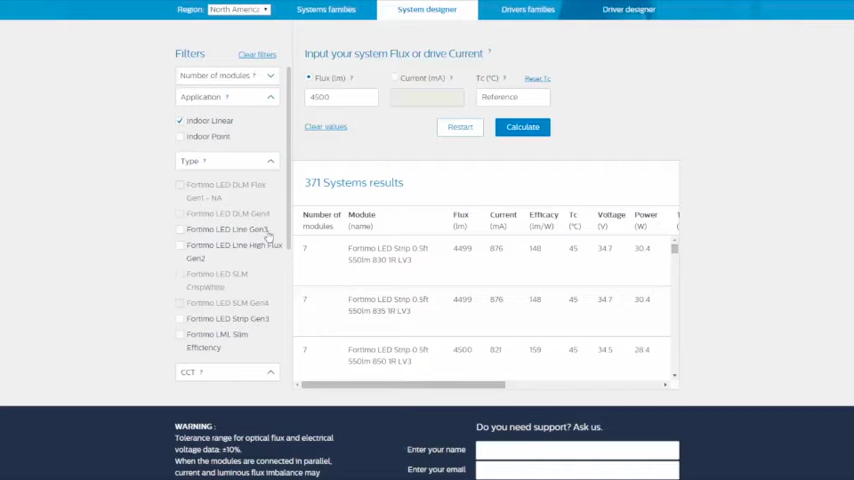 Region: North America
Systems families
System designer
Drivers families
Driver designer
Filters
Clear filters
Number of modules ?
Application ?
Indoor Linear
Indoor Point
Type ?
Fortimo LED DLM Flex
Gen1 - NA
Fortimo LED DLM Gen4
Fortimo LED Line Gen3
Fortimo LED Line High Flux
Gen2
Fortimo LED SLM
CrispWhite
Fortimo LED SLM Gen4
Fortimo LED Strip Gen3
Fortimo LML Slim
Efficiency
CCT ?
Input your system Flux or drive Current ?
Flux (lm) ? Current (mA) ? Tc (°C) ? Reset Tc
4500 Reference
Clear values Restart Calculate
371 Systems results
Number of Module Flux Current Efficacy Tc Voltage Power
modules (name) (lm) (mA) (lm/W) (°C) (V) (W)
7 Fortimo LED Strip 0.5ft 4499 876 148 45 34.7 30.4
550lm 830 1R LV3
7 Fortimo LED Strip 0.5ft 4499 876 148 45 34.7 30.4
550lm 835 1R LV3
7 Fortimo LED Strip 0.5ft 4500 821 159 45 34.5 28.4
550lm 850 1R LV3
WARNING :
Tolerance range for optical flux and electrical
voltage data: ±10%.
When the modules are connected in parallel,
current and luminous flux imbalance may
Do you need support? Ask us.
Enter your name
Enter your email